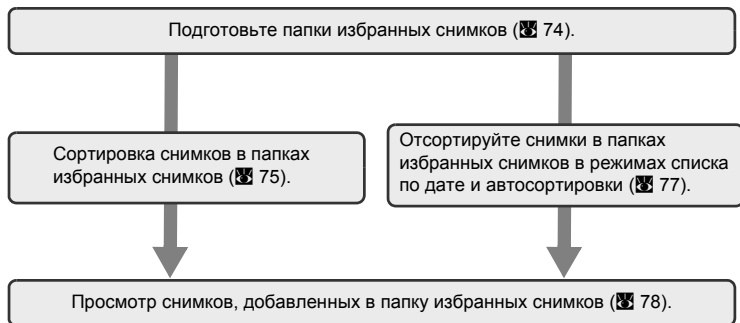 Подготовьте папки избранных снимков (74).
Сортировка снимков в папках
избранных снимков (75).
Отсортируйте снимки в папках
избранных снимков в режимах списка
по дате и автосортировки (77).
Просмотр снимков, добавленных в папку избранных снимков (78).